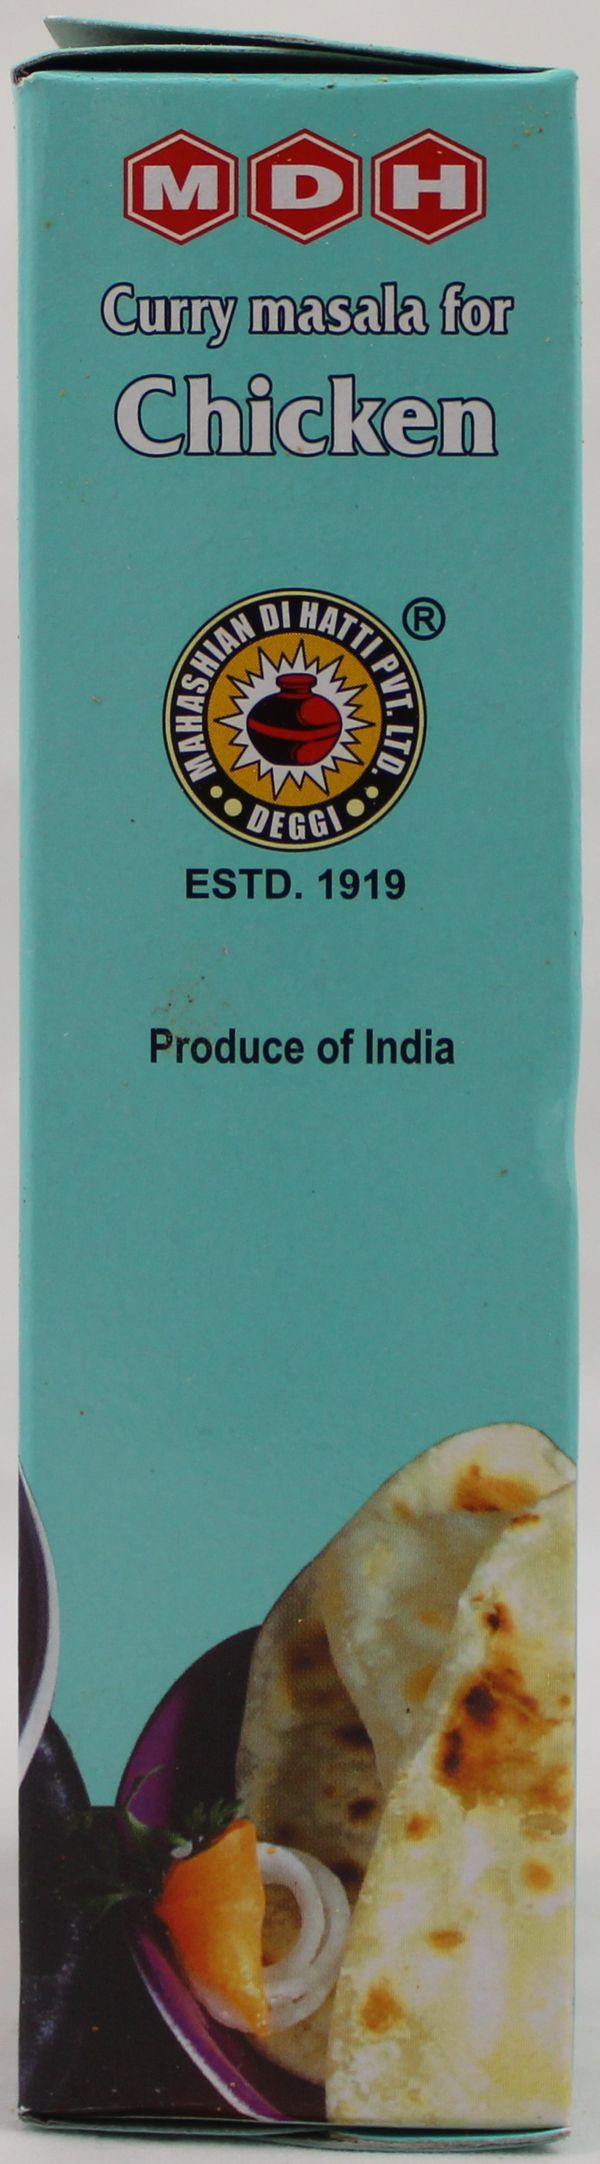 MDH
Curry masala for
Chicken
MAHASHIAN DI HATTI PVT. LTD.
®
DEGGI
ESTD. 1919
Produce of India